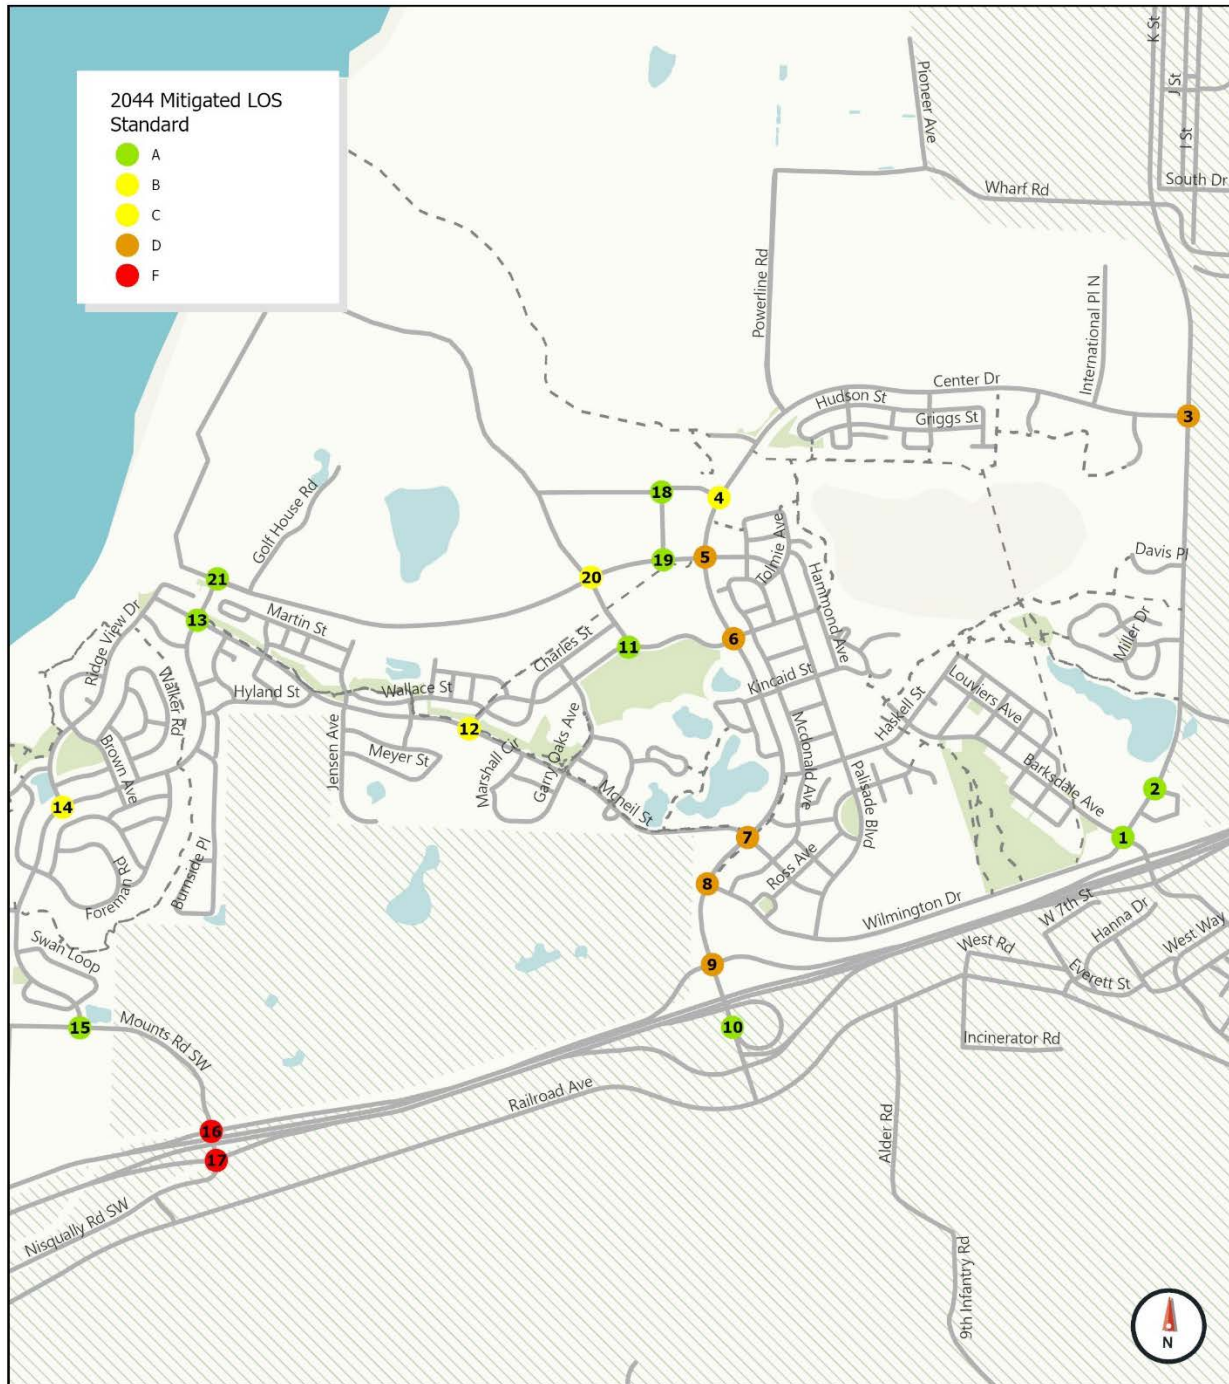 2044 Mitigated LOS
Standard
A
B
C
D
F
Pioneer Ave
K St
J St
I St
South Dr
Wharf Rd
Powerline Rd
International Pl N
Center Dr
Hudson St
Griggs St
3
18
4
Golf House Rd
19
5
Tolmie Ave
Davis Pl
21
20
Hammond Ave
13
Martin St
Ridge View Dr
Charles St
11
6
Miller Dr
Walker Rd
Hyland St
Wallace St
Kincaid St
Haskell St
Louviers Ave
12
Jensen Ave
Meyer St
Marshall Cir
Garry Oaks Ave
Mcneil St
Mcdonald Ave
Palisade Blvd
Barksdale Ave
2
Brown Ave
14
7
1
Burnside Pl
Foreman Rd
8
Ross Ave
Wilmington Dr
W 7th St
Hanna Dr
West Way
Swan Loop
9
West Rd
Everett St
15
Mounts Rd SW
10
Incinerator Rd
Railroad Ave
Alder Rd
16
17
Nisqually Rd SW
9th Infantry Rd
N